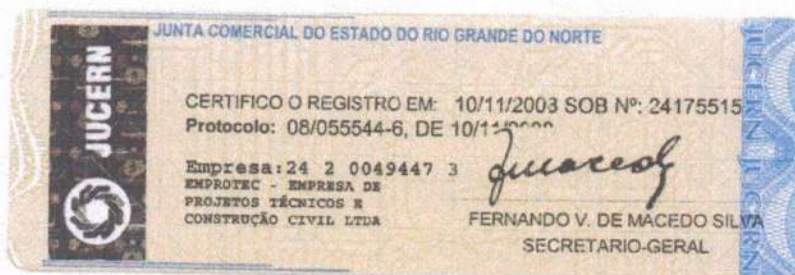 JUNTA COMERCIAL DO ESTADO DO RIO GRANDE DO NORTE
JUCERN
CERTIFICO O REGISTRO EM: 10/11/2008 SOB Nº: 24175515
Protocolo: 08/055544-6, DE
Empresa:24 2 0049447 3
EMPROTEC - EMPRESA DE
PROJETOS TÉCNICOS E
CONSTRUÇÃO CIVIL LTDA
FERNANDO V. DE MACEDO SILVA
SECRETARIO-GERAL
JUCERN JUCERN